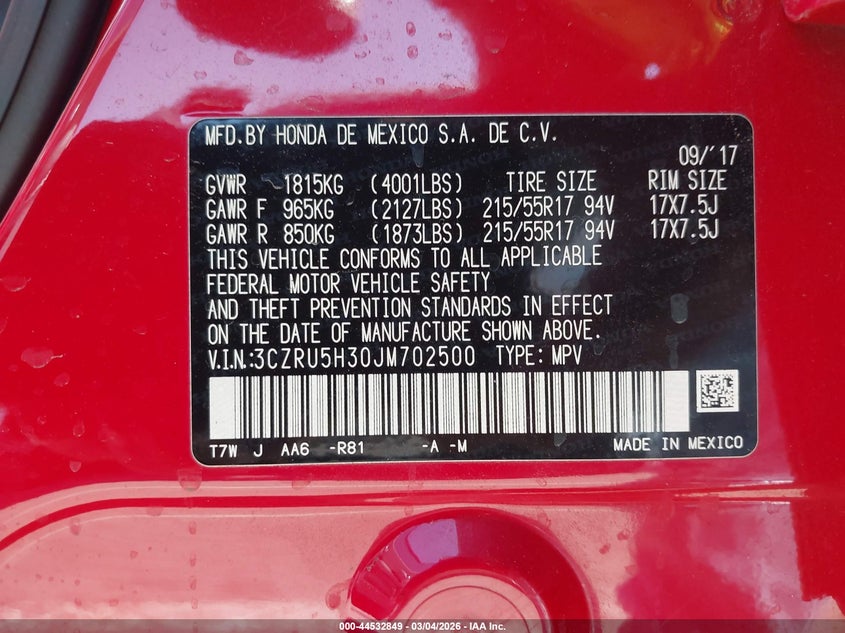 MFD.BY HONDA DE MEXICO S.A. DE C.V.
09/'17
GVWR 1815KG (4001LBS) TIRE SIZE RIM SIZE
GAWR F 965KG (2127LBS) 215/55R17 94V 17X7.5J
GAWR R 850KG (1873LBS) 215/55R17 94V 17X7.5J
THIS VEHICLE CONFORMS TO ALL APPLICABLE
FEDERAL MOTOR VEHICLE SAFETY
AND THEFT PREVENTION STANDARDS IN EFFECT
ON THE DATE OF MANUFACTURE SHOWN ABOVE.
V.I.N.:3CZRU5H30JM702500 TYPE: MPV
T7W J AA6 -R81 -A -M MADE IN MEXICO
000-44532849 - 03/04/2026 - IAA Inc.